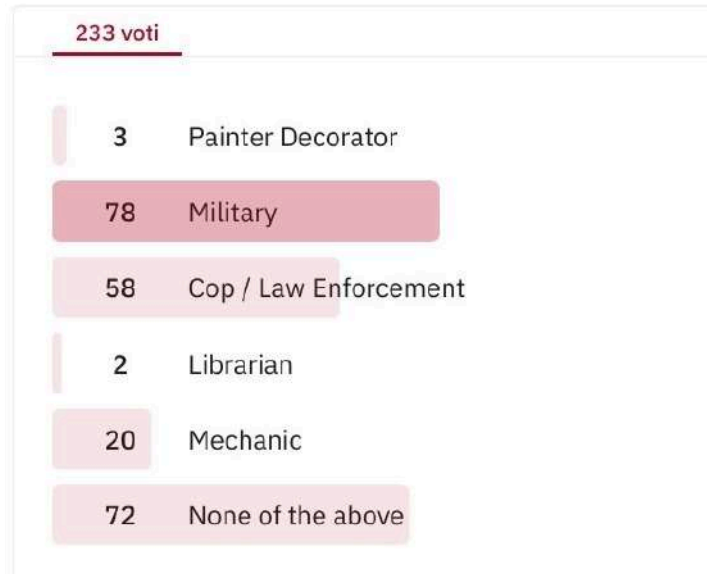 233 voti
3 Painter Decorator
78 Military
58 Cop / Law Enforcement
2 Librarian
20 Mechanic
72 None of the above